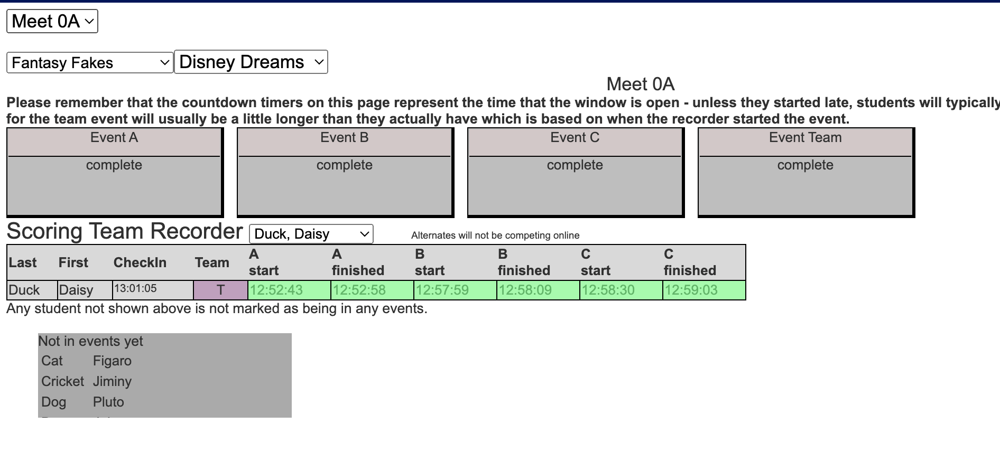 Meet 0A
Fantasy Fakes Disney Dreams
Meet 0A
Please remember that the countdown timers on this page represent the time that the window is open - unless they started late, students will typically
for the team event will usually be a little longer than they actually have which is based on when the recorder started the event.
Event A Event B Event C Event Team
complete complete complete complete
Scoring Team Recorder Duck, Daisy Alternates will not be competing online
Last First CheckIn Team A start A finished B start B finished C start C finished
Duck Daisy 13:01:05 T 12:52:43 12:52:58 12:57:59 12:58:09 12:58:30 12:59:03
Any student not shown above is not marked as being in any events.
Not in events yet
Cat Figaro
Cricket Jiminy
Dog Pluto